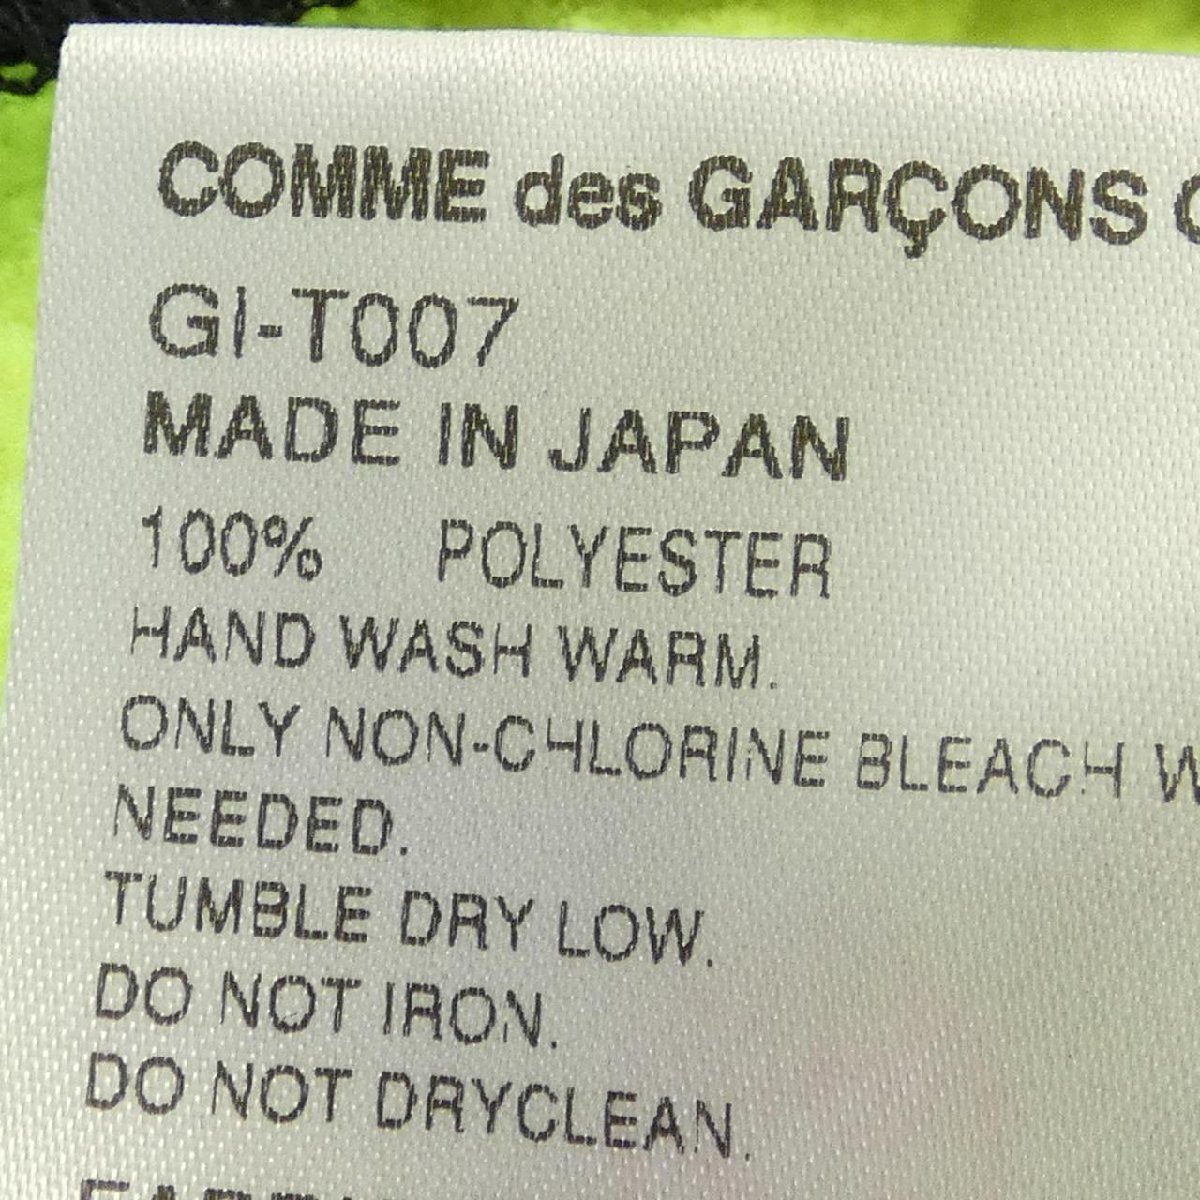 COMME des GARÇONS
GI-T007
MADE IN JAPAN
100% POLYESTER
HAND WASH WARM.
ONLY NON-CHLORINE BLEACH
NEEDED.
TUMBLE DRY LOW.
DO NOT IRON.
DO NOT DRYCLEAN.